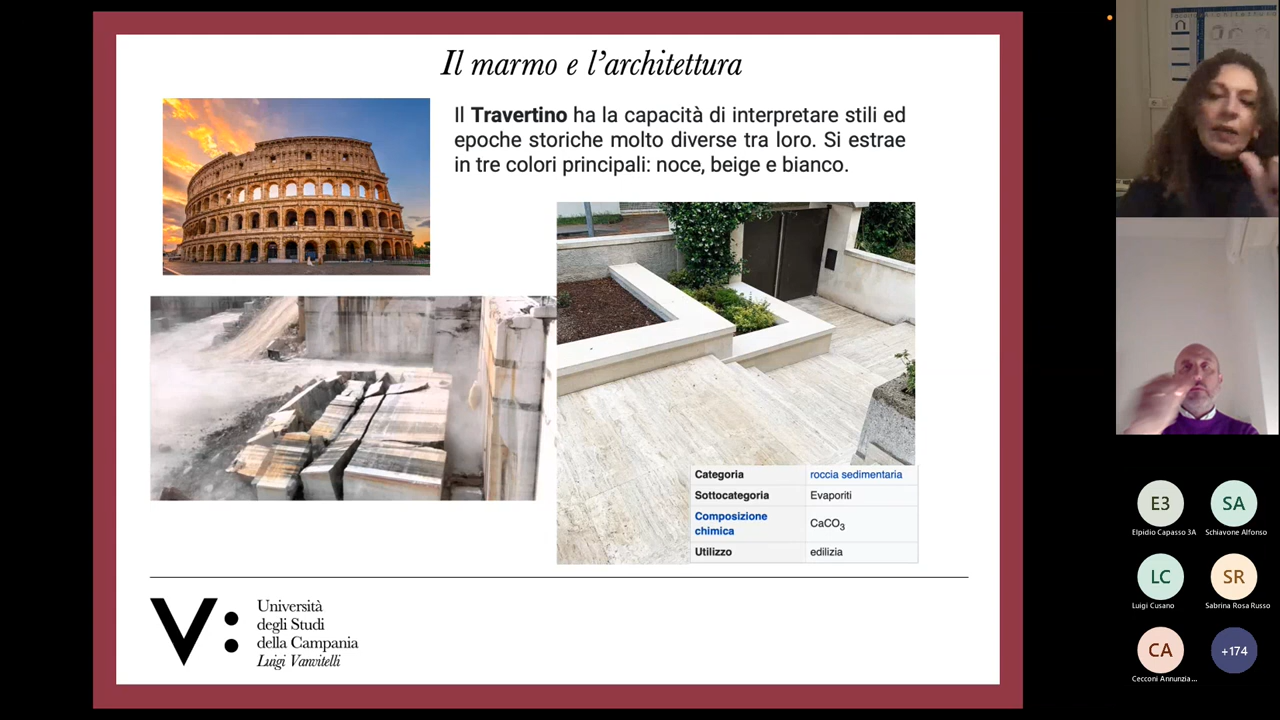 Il marmo e l'architettura
Il Travertino ha la capacità di interpretare stili ed
epoche storiche molto diverse tra loro. Si estrae
in tre colori principali: noce, beige e bianco.
Categoria roccia sedimentaria
Sottocategoria Evaporiti
Composizione
chimica CaCO3
Utilizzo edilizia
V:
Università
degli Studi
della Campania
Luigi Vanvitelli
E3 SA
Elpidio Capasso 3A Schiavone Alfonso
LC SR
Luigi Cusano Sabrina Rosa Russo
CA +174
Cecconi Annunzia...